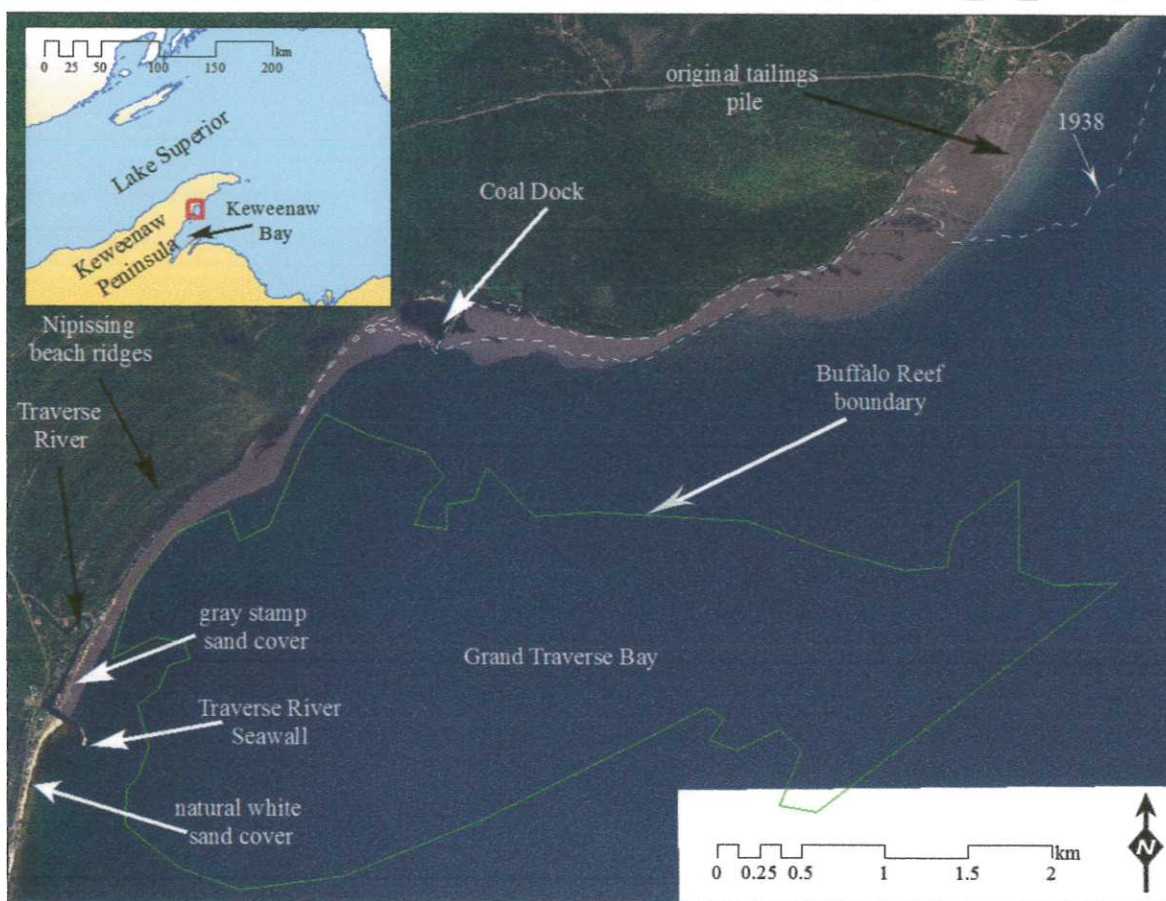 km
0 25 50 100 150 200
Lake Superior
Keweenaw
Bay
Keweenaw
Peninsula
original tailings
pile
1938
Coal Dock
Nipissing
beach ridges
Traverse
River
Buffalo Reef
boundary
gray stamp
sand cover
Grand Traverse Bay
Traverse River
Seawall
natural white
sand cover
km
0 0.25 0.5 1 1.5 2
N